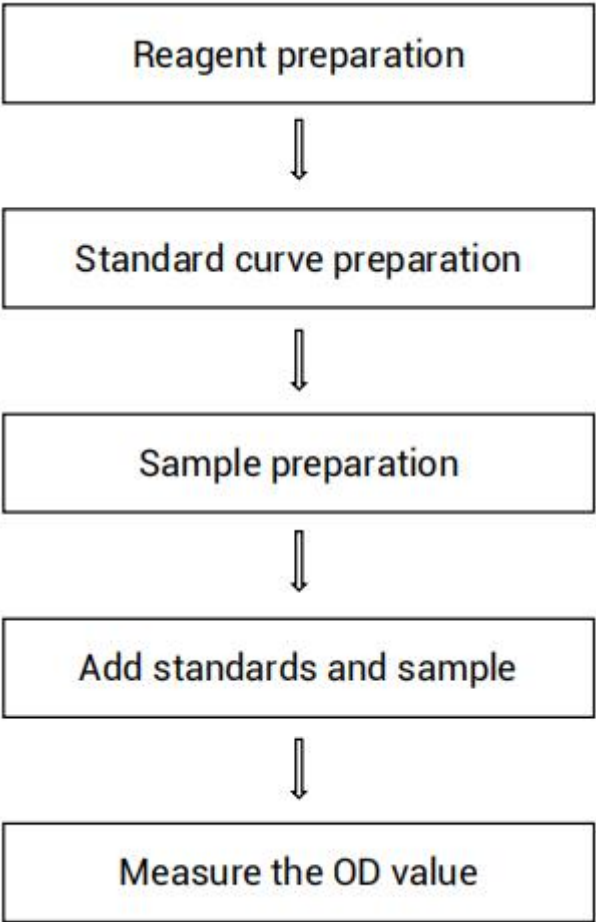 Reagent preparation
Standard curve preparation
Sample preparation
Add standards and sample
Measure the OD value